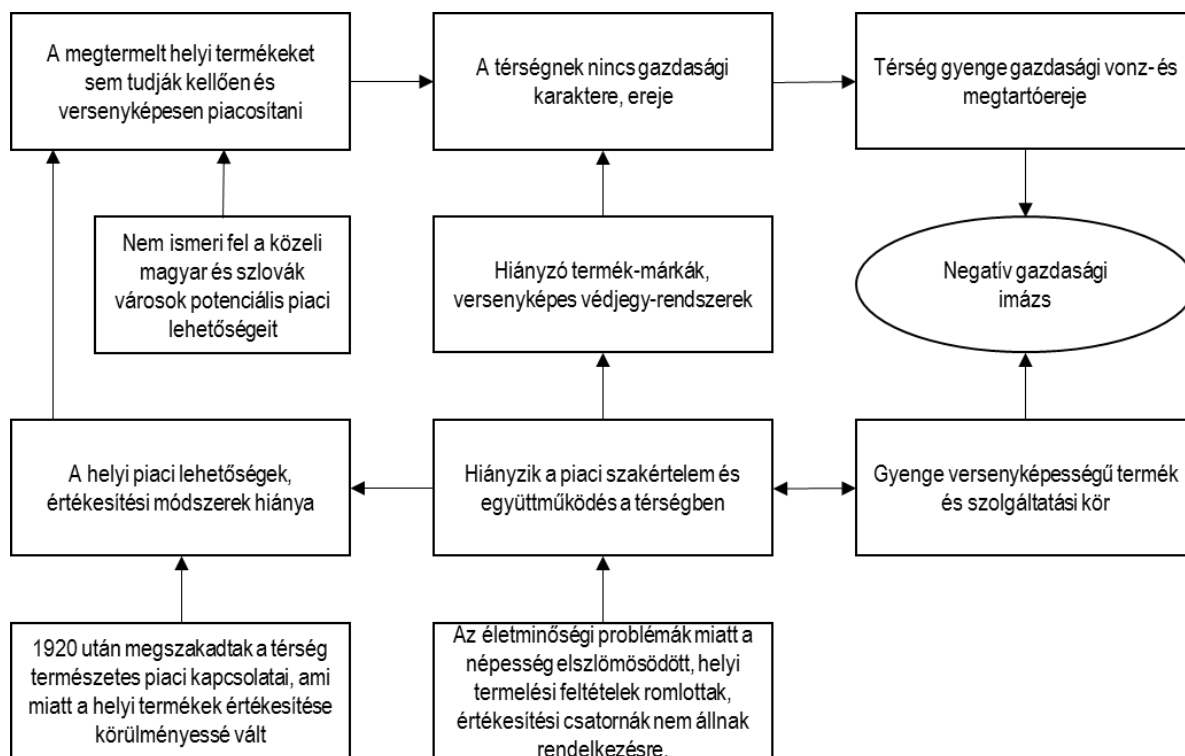 A megtermelt helyi termékeket
sem tudják kellően és
versenyképesen piacosítani
A térségnek nincs gazdasági
karaktere, ereje
Térség gyenge gazdasági vonz- és
megtartóereje
Nem ismeri fel a közeli
magyar és szlovák
városok potenciális piaci
lehetőségeit
Hiányzó termék-márkák,
versenyképes védjegy-rendszerek
Negatív gazdasági
imázs
A helyi piaci lehetőségek,
értékesítési módszerek hiánya
Hiányzik a piaci szakértelem és
együttműködés a térségben
Gyenge versenyképességű termék
és szolgáltatási kör
1920 után megszakadtak a térség
természetes piaci kapcsolatai, ami
miatt a helyi termékek értékesítése
körülményessé vált
Az életminőségi problémák miatt a
népesség elszlömösödött, helyi
termelési feltételek romlottak,
értékesítési csatornák nem állnak
rendelkezésre.